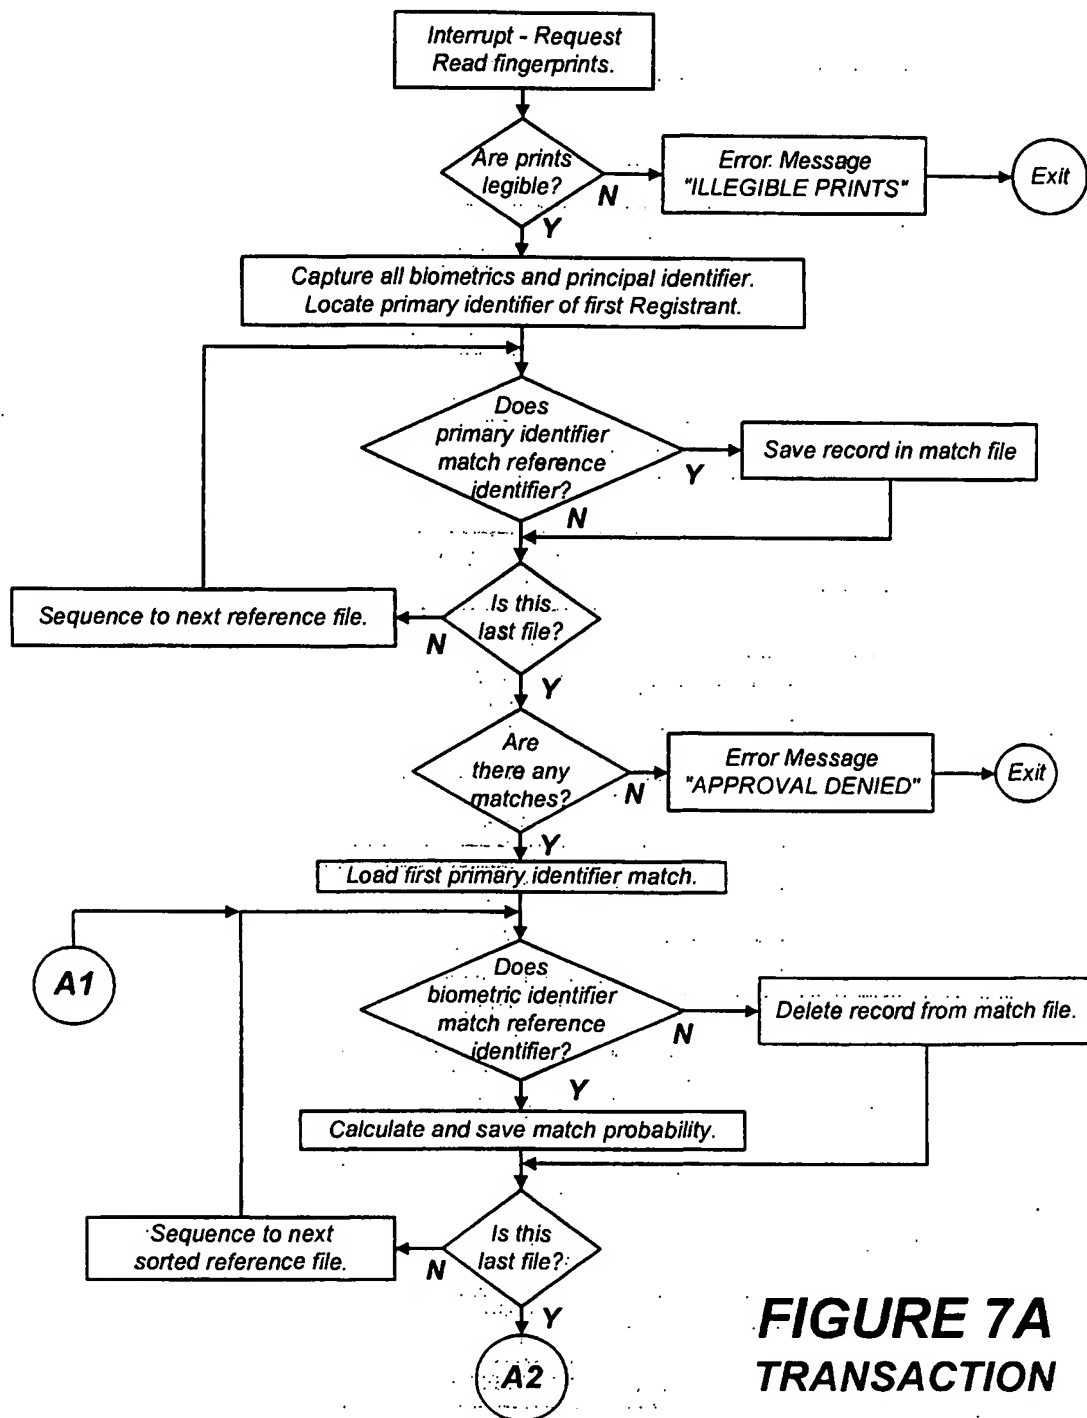 Interrupt - Request
Read fingerprints.
Are prints
legible?
N
Error Message
"ILLEGIBLE PRINTS"
Exit
Y
Capture all biometrics and principal identifier.
Locate primary identifier of first Registrant.
Does
primary identifier
match reference
identifier?
Y
Save record in match file
N
Sequence to next reference file.
N
Is this
last file?
Y
Are
there any
matches?
N
Error Message
"APPROVAL DENIED"
Exit
Y
Load first primary identifier match.
A1
Does
biometric identifier
match reference
identifier?
N
Delete record from match file.
Y
Calculate and save match probability.
Sequence to next
sorted reference file.
N
Is this
last file?
Y
A2
FIGURE 7A
TRANSACTION